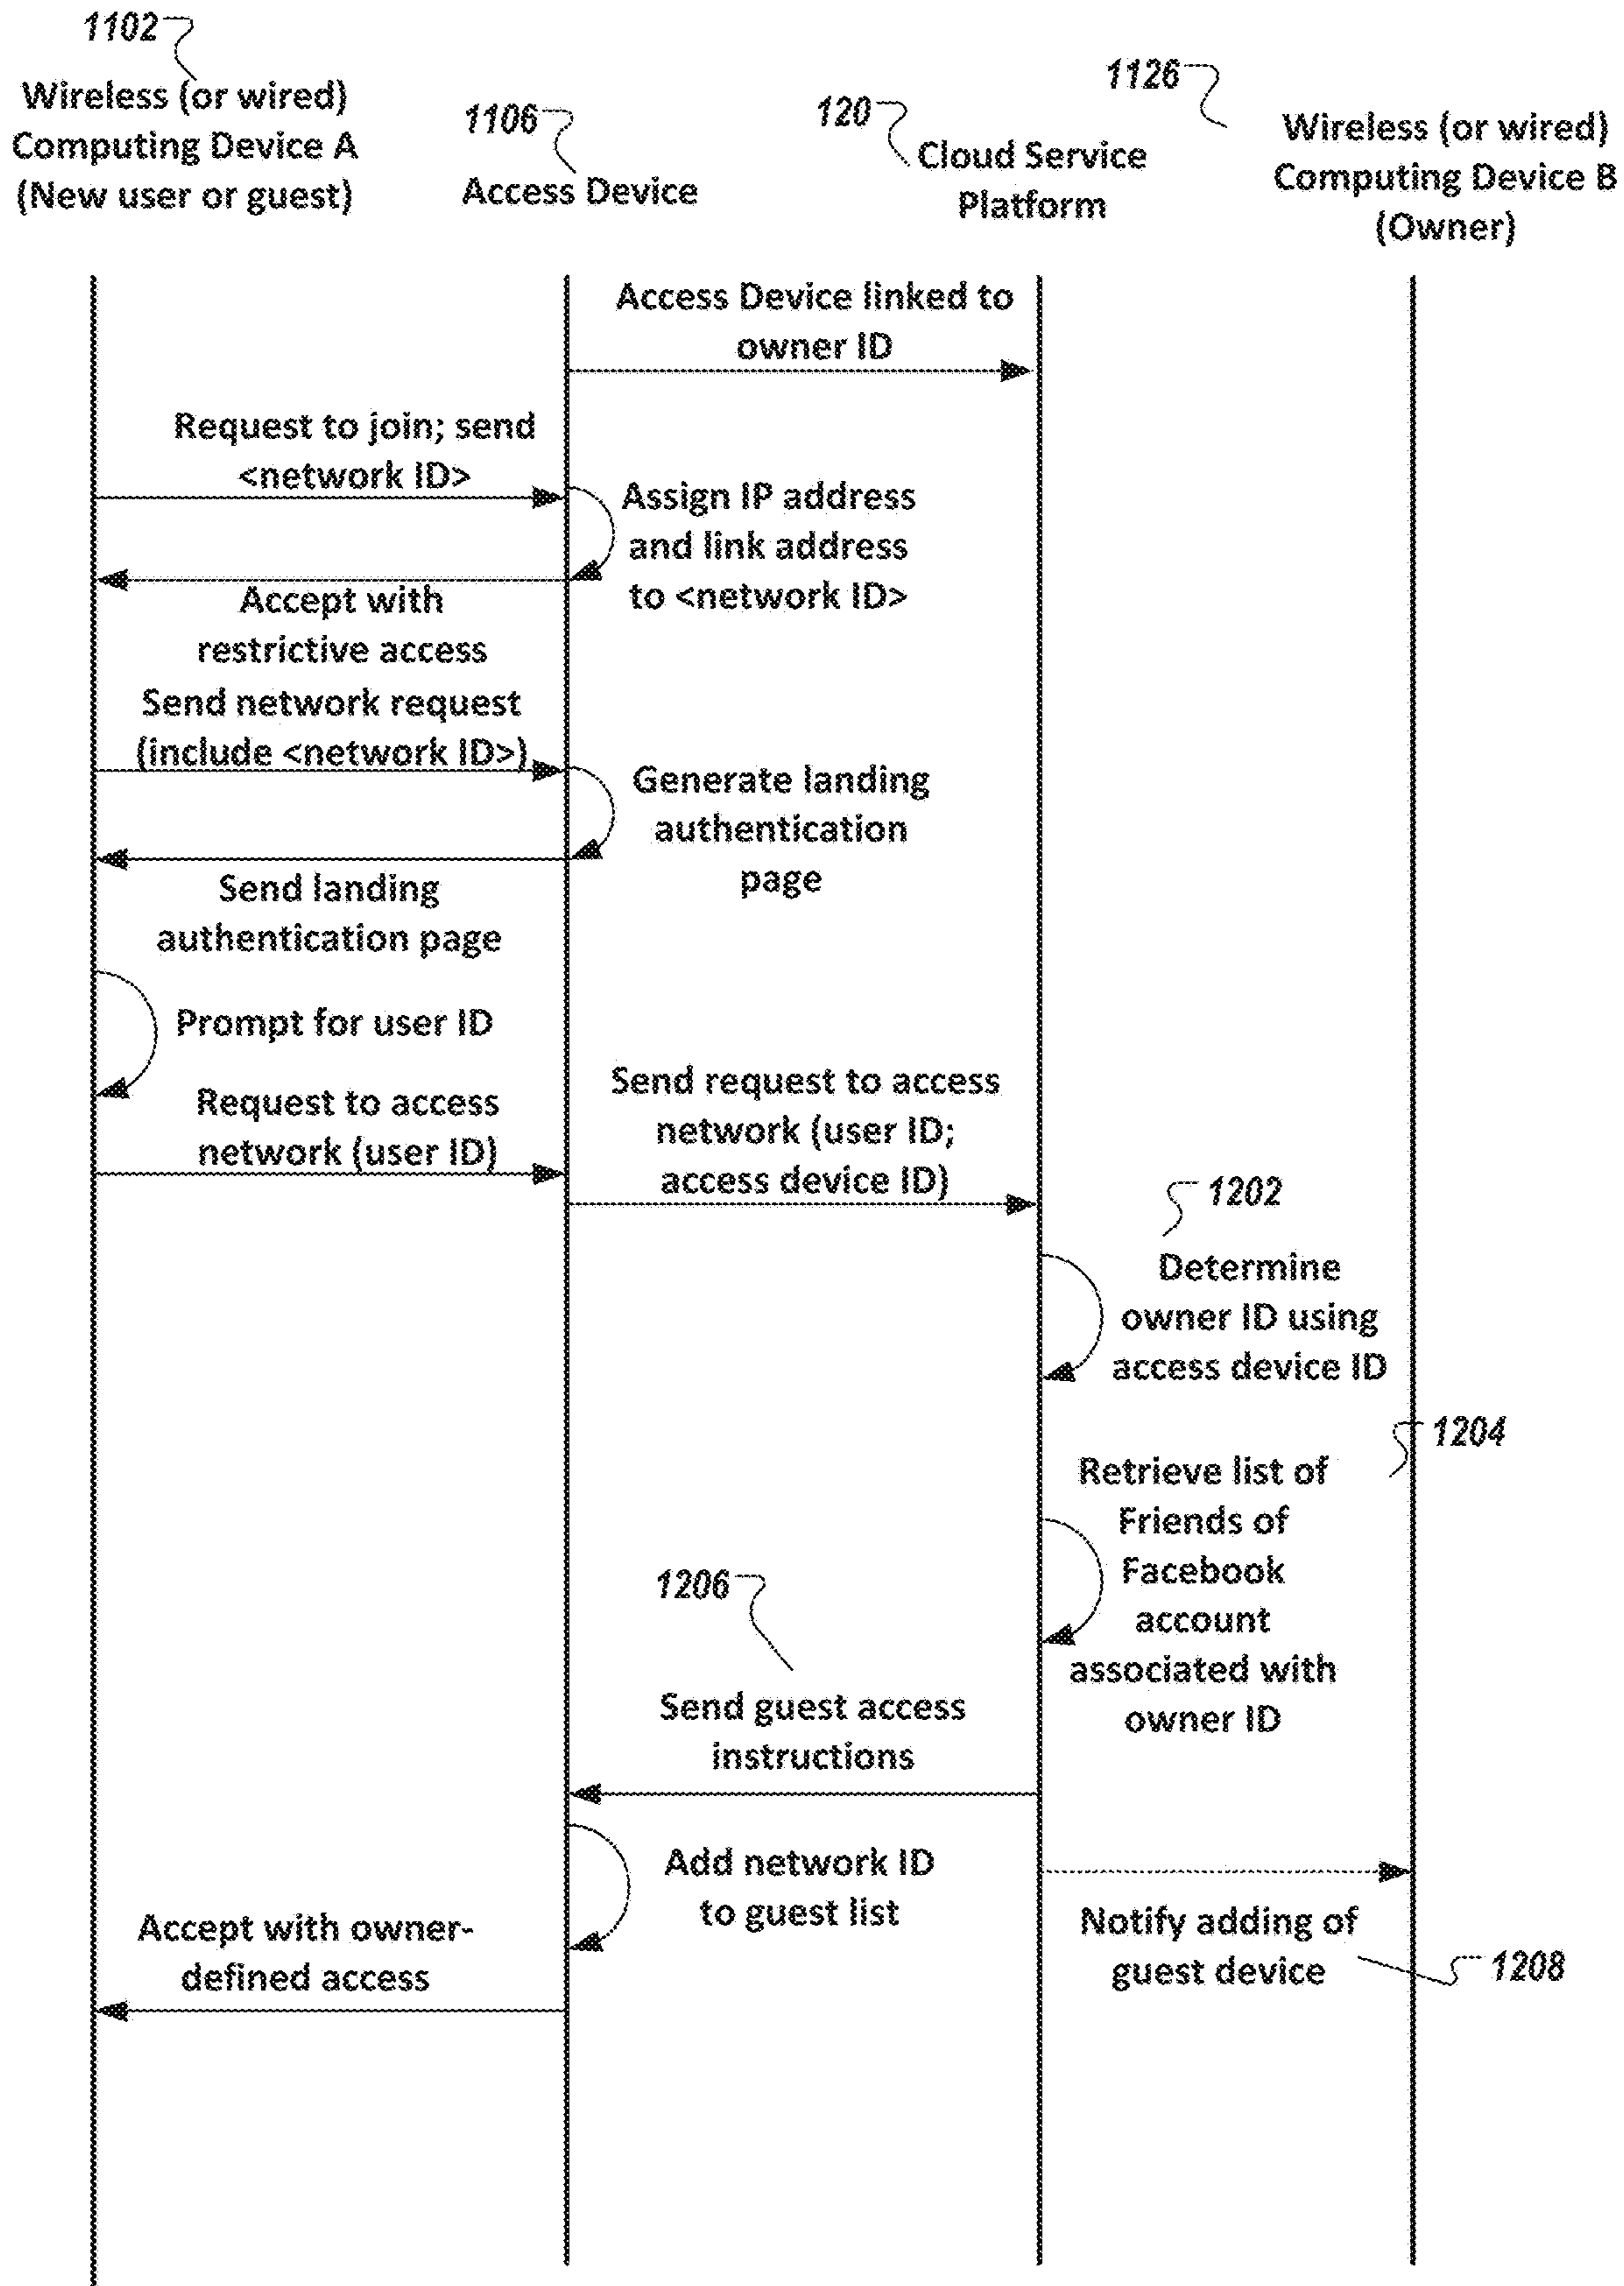 1102
Wireless (or wired)
Computing Device A
(New user or guest)
1106
Access Device
120
Cloud Service
Platform
1126
Wireless (or wired)
Computing Device B
(Owner)
Access Device linked to
owner ID
Request to join; send
<network ID>
Assign IP address
and link address
to <network ID>
Accept with
restrictive access
Send network request
(include <network ID>)
Generate landing
authentication
page
Send landing
authentication page
Prompt for user ID
Request to access
network (user ID)
Send request to access
network (user ID;
access device ID)
1202
Determine
owner ID using
access device ID
1204
Retrieve list of
Friends of
Facebook
account
associated with
owner ID
1206
Send guest access
instructions
Add network ID
to guest list
Notify adding of
guest device
1208
Accept with owner-
defined access